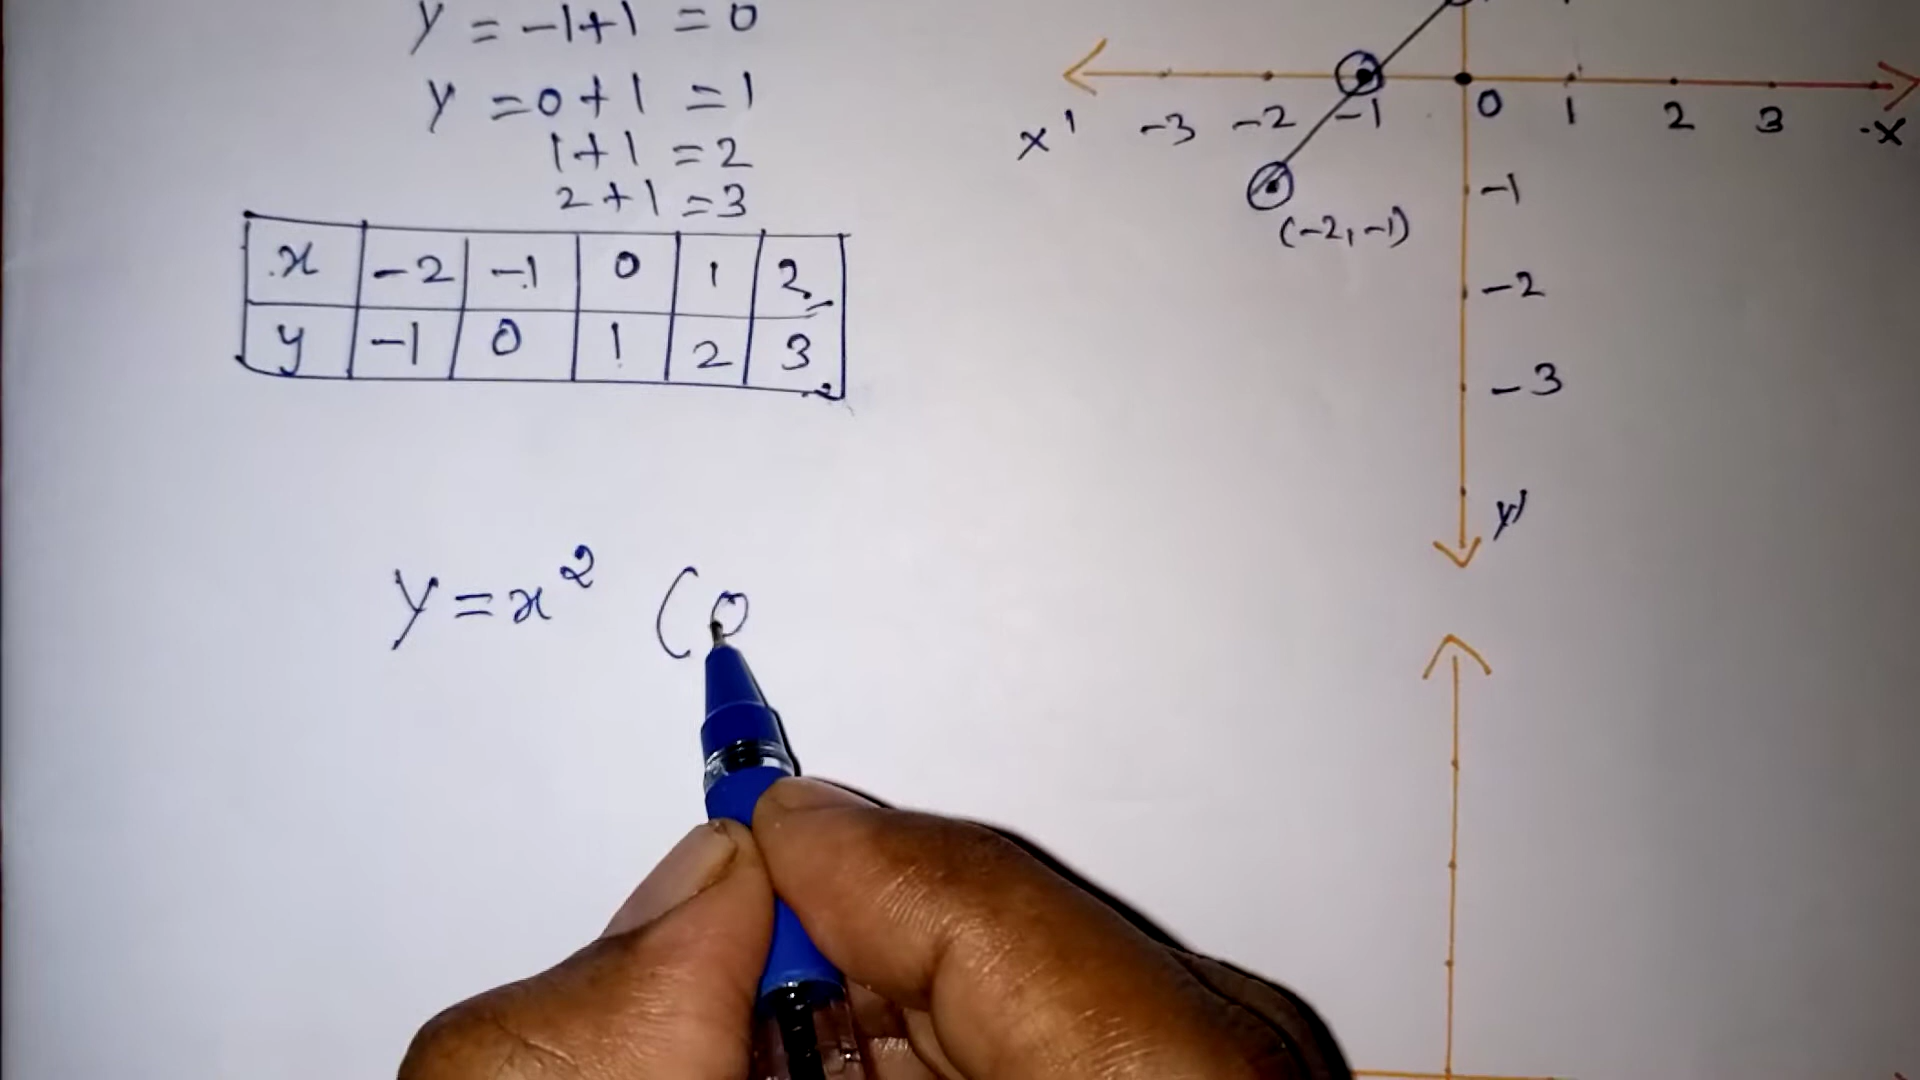 y = -1+1 = 0
y = 0+1 = 1
1+1 = 2
2+1 = 3
x -2 -1 0 1 2
y -1 0 1 2 3
y = x² (0
x' -3 -2 -1 0 1 2 3 x
-1
(-2, -1)
-2
-3
y'